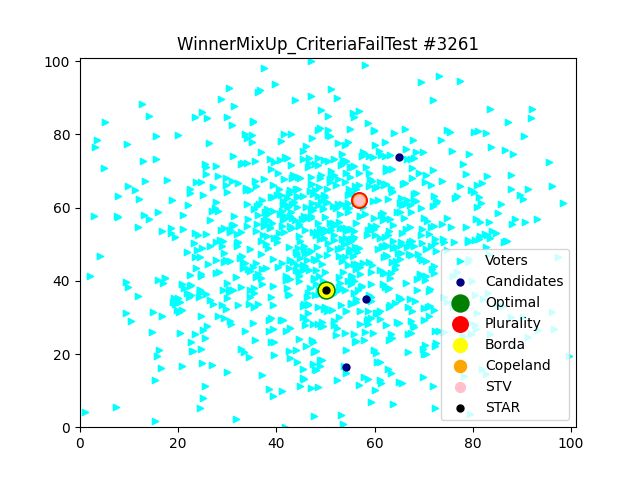 WinnerMixUp_CriteriaFailTest #3261
100
80
60
40
20
0
0
20
40
60
80
100
Voters
Candidates
Optimal
Plurality
Borda
Copeland
STV
STAR